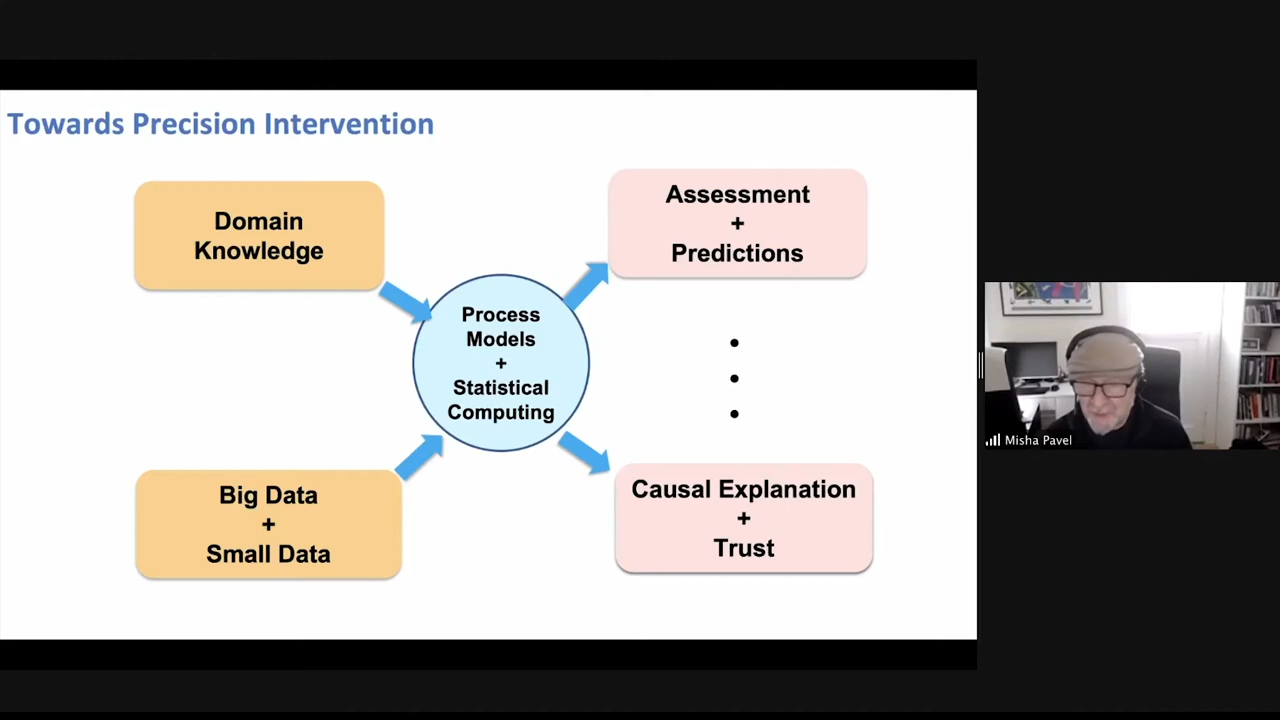 Towards Precision Intervention
Domain
Knowledge
Assessment
+
Predictions
Process
Models
+
Statistical
Computing
Big Data
+
Small Data
Causal Explanation
+
Trust
Misha Pavel